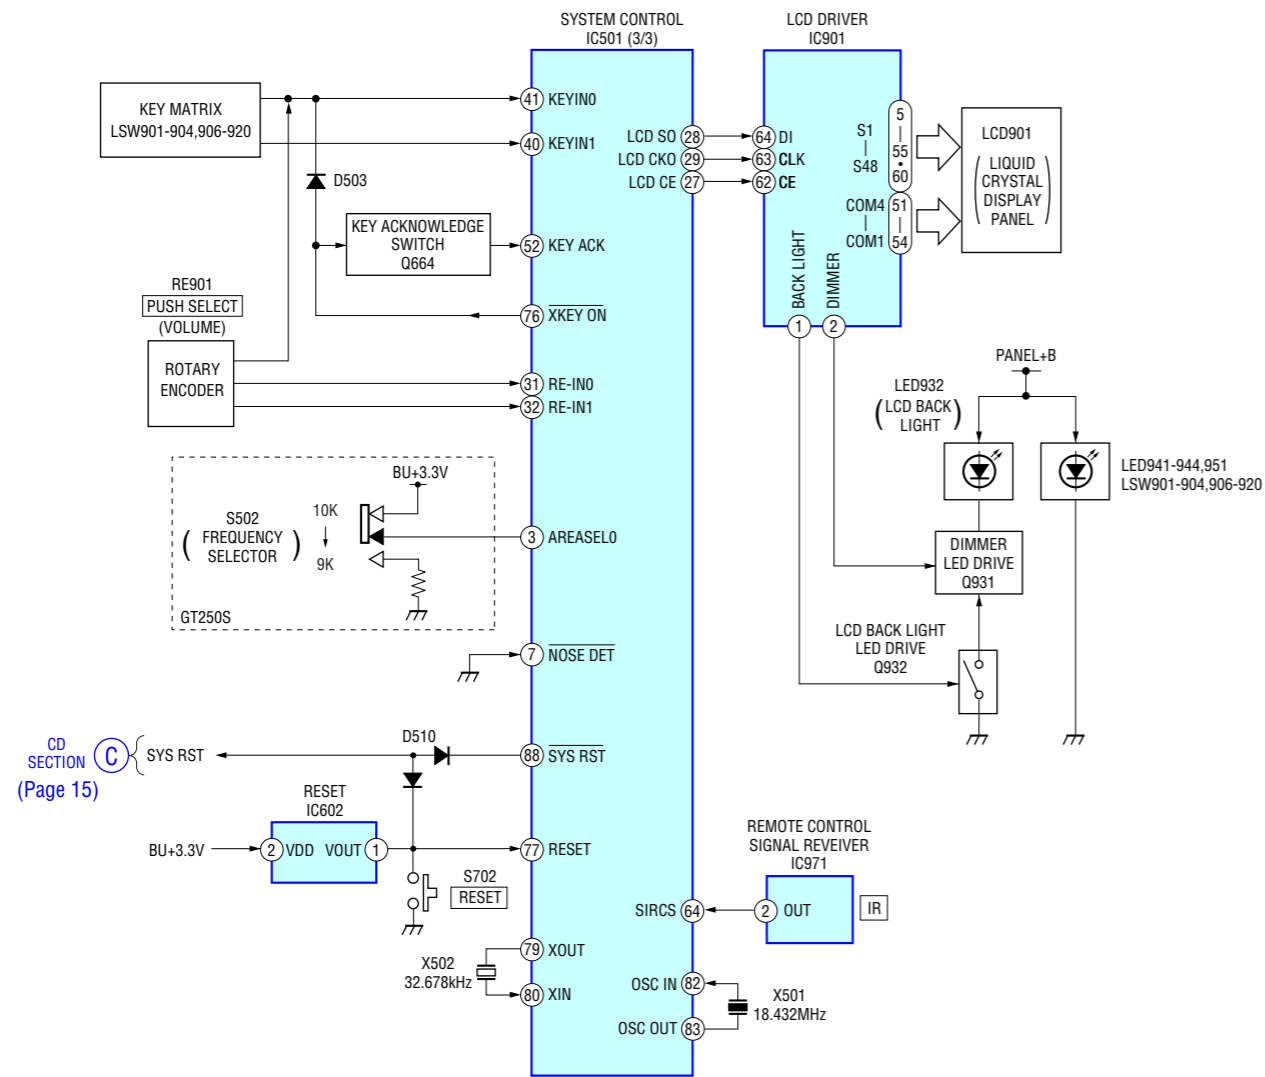 SYSTEM CONTROL
IC501 (3/3)
LCD DRIVER
IC901
KEY MATRIX
LSW901-904,906-920
41 KEYIN0
40 KEYIN1
D503
KEY ACKNOWLEDGE
SWITCH
Q664
52 KEY ACK
76 XKEY ON
RE901
PUSH SELECT
(VOLUME)
ROTARY
ENCODER
31 RE-IN0
32 RE-IN1
LCD SO 28
LCD CKO 29
LCD CE 27
64 DI
63 CLK
62 CE
S1
|
S48
5
|
55
•
60
COM4
|
COM1
51
|
54
LCD901
(LIQUID
CRYSTAL
DISPLAY
PANEL)
BACK LIGHT
DIMMER
1
2
PANEL+B
LED932
(LCD BACK
LIGHT)
LED941-944,951
LSW901-904,906-920
DIMMER
LED DRIVE
Q931
LCD BACK LIGHT
LED DRIVE
Q932
BU+3.3V
S502
(FREQUENCY
SELECTOR)
10K
9K
GT250S
3 AREASEL0
7 NOSE DET
CD
SECTION
(Page 15)
C
SYS RST
D510
88 SYS RST
RESET
IC602
BU+3.3V
2 VDD
VOUT 1
77 RESET
S702
RESET
X502
32.678kHz
79 XOUT
80 XIN
REMOTE CONTROL
SIGNAL REVEIVER
IC971
SIRCS 64
2 OUT
IR
OSC IN 82
OSC OUT 83
X501
18.432MHz